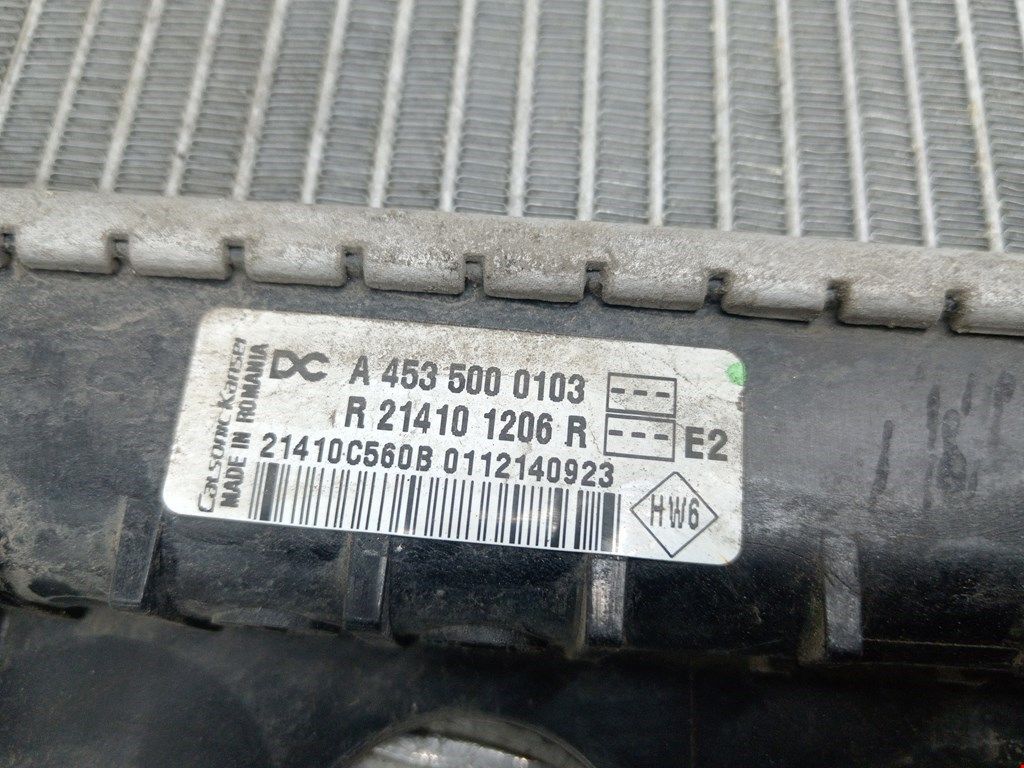 Calsonic Kansei
MADE IN ROMANIA
DC A 453 500 0103 ---
R 21410 1206 R --- E2
21410C560B 0112140923
HW6